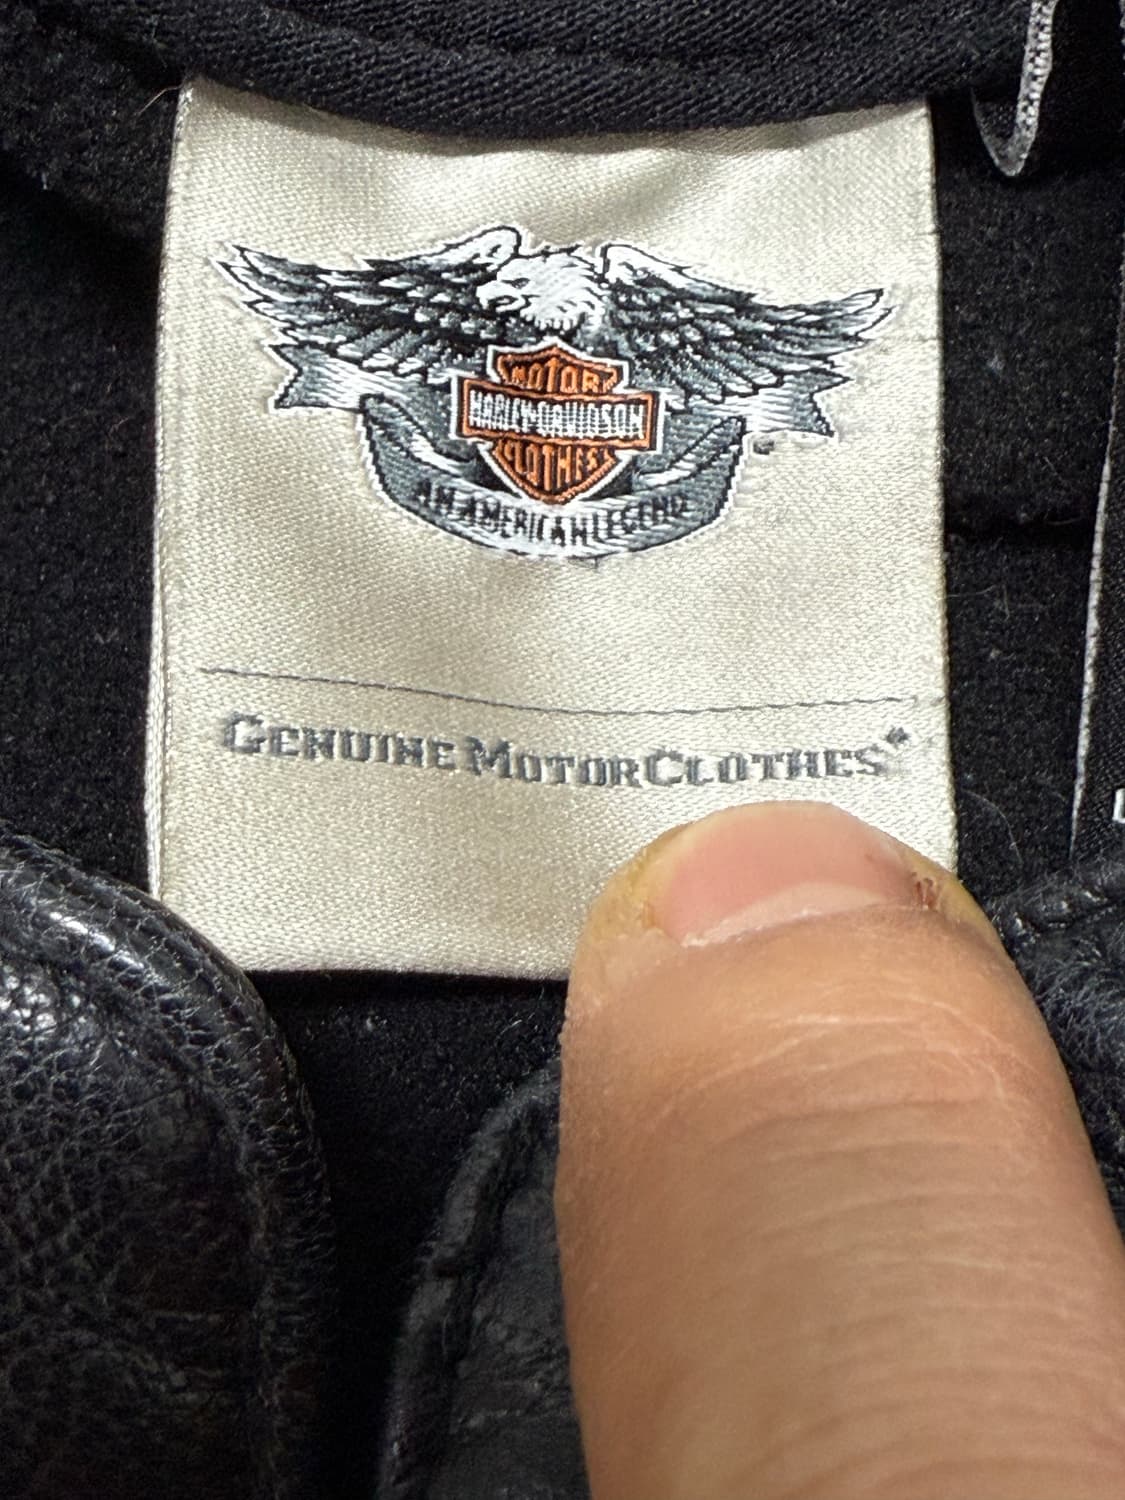 MOTOR
HARLEY-DAVIDSON
CLOTHES
AN AMERICAN LEGEND
GENUINE MOTORCLOTHES®